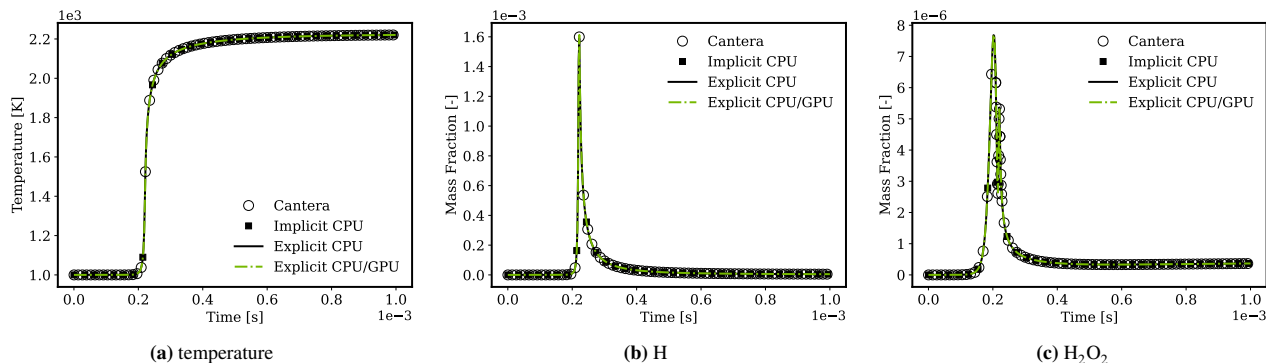 1e3
2.2
2.0
1.8
1.6
1.4
1.2
1.0
Temperature [K]
Cantera
Implicit CPU
Explicit CPU
Explicit CPU/GPU
0.0 0.2 0.4 0.6 0.8 1.0
Time [s]
1e−3
(a) temperature
1e−3
1.6
1.4
1.2
1.0
0.8
0.6
0.4
0.2
0.0
Mass Fraction [-]
Cantera
Implicit CPU
Explicit CPU
Explicit CPU/GPU
0.0 0.2 0.4 0.6 0.8 1.0
Time [s]
1e−3
(b) H
1e−6
8
7
6
5
4
3
2
1
0
Mass Fraction [-]
Cantera
Implicit CPU
Explicit CPU
Explicit CPU/GPU
0.0 0.2 0.4 0.6 0.8 1.0
Time [s]
1e−3
(c) H₂O₂